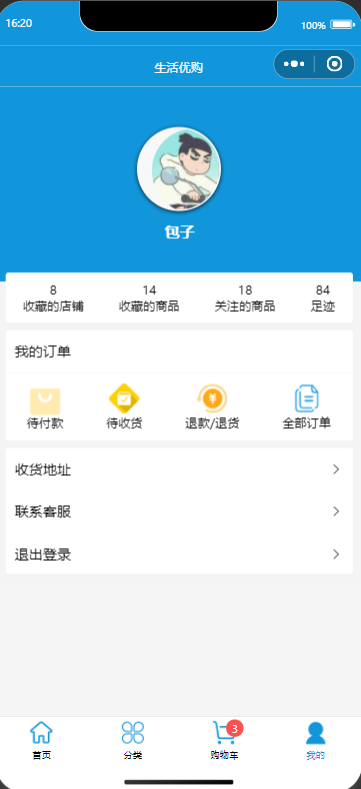 16:20
100%
生活优购
包子
8 14 18 84
收藏的店铺 收藏的商品 关注的商品 足迹
我的订单
待付款 待收货 退款/退货 全部订单
收货地址
联系客服
退出登录
3
首页 分类 购物车 我的